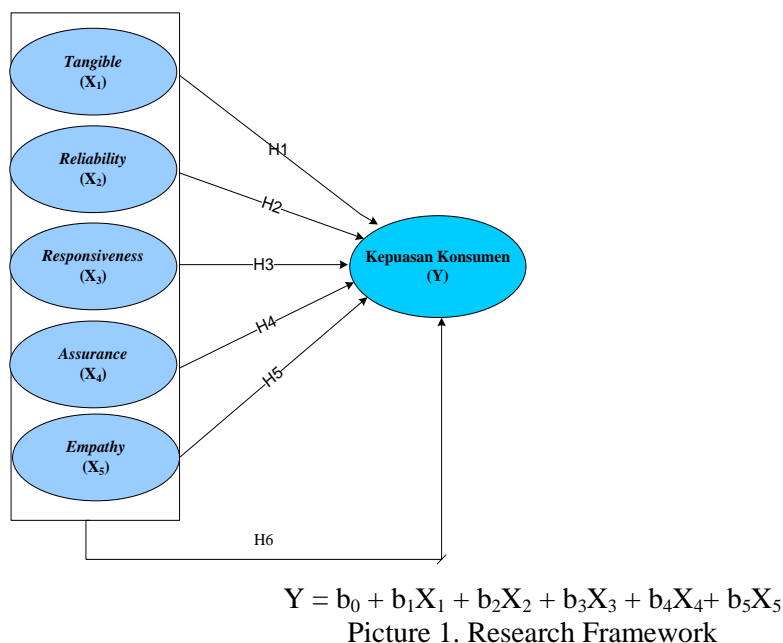 Tangible
(X₁)
H1
Reliability
(X₂)
H2
Responsiveness
(X₃)
H3
Kepuasan Konsumen
(Y)
Assurance
(X₄)
H4
Empathy
(X₅)
H5
H6
Y = b₀ + b₁X₁ + b₂X₂ + b₃X₃ + b₄X₄+ b₅X₅
Picture 1. Research Framework